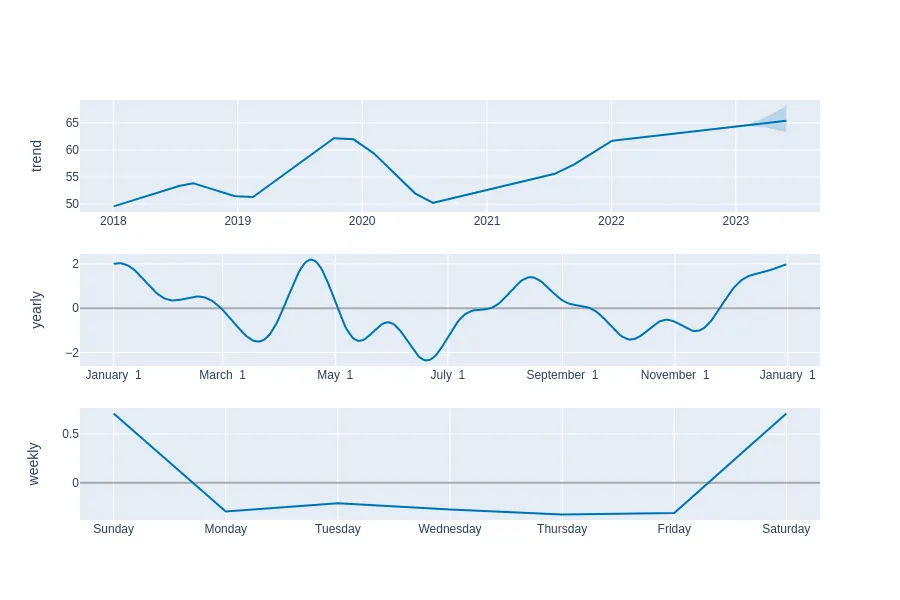 trend
65
60
55
50
2018 2019 2020 2021 2022 2023
yearly
2
0
−2
January 1 March 1 May 1 July 1 September 1 November 1 January 1
weekly
0.5
0
Sunday Monday Tuesday Wednesday Thursday Friday Saturday